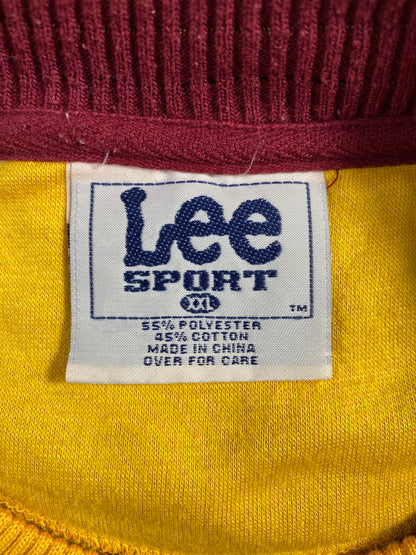 Lee
SPORT
XXL
TM
55% POLYESTER
45% COTTON
MADE IN CHINA
OVER FOR CARE